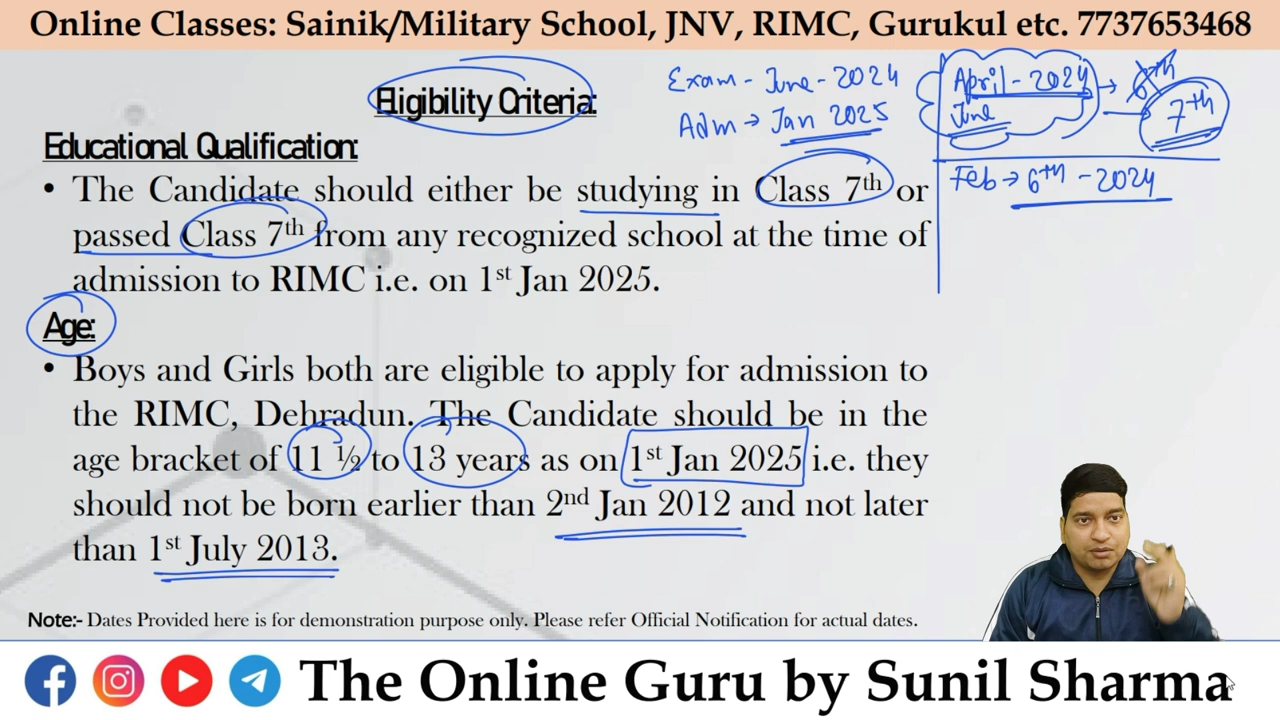 Online Classes: Sainik/Military School, JNV, RIMC, Gurukul etc. 7737653468
Eligibility Criteria:
Exam - June - 2024
Adm → Jan 2025
April - 2024 → 6th
June → 7th
Feb → 6th - 2024
Educational Qualification:
• The Candidate should either be studying in Class 7th or
passed Class 7th from any recognized school at the time of
admission to RIMC i.e. on 1st Jan 2025.
Age:
• Boys and Girls both are eligible to apply for admission to
the RIMC, Dehradun. The Candidate should be in the
age bracket of 11 ½ to 13 years as on 1st Jan 2025 i.e. they
should not be born earlier than 2nd Jan 2012 and not later
than 1st July 2013.
Note:- Dates Provided here is for demonstration purpose only. Please refer Official Notification for actual dates.
The Online Guru by Sunil Sharma